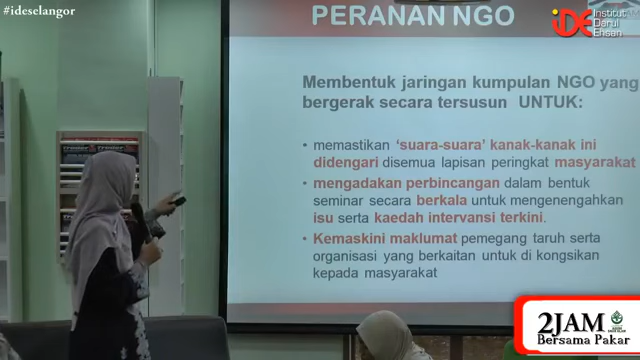 #ideselangor
PERANAN NGO
iDE Institut
Darul
Ehsan
Membentuk jaringan kumpulan NGO yang
bergerak secara tersusun UNTUK:
• memastikan 'suara-suara' kanak-kanak ini
didengari disemua lapisan peringkat masyarakat
• mengadakan perbincangan dalam bentuk
seminar secara berkala untuk mengenengahkan
isu serta kaedah intervansi terkini.
• Kemaskini maklumat pemegang taruh serta
organisasi yang berkaitan untuk di kongsikan
kepada masyarakat
2JAM
Bersama Pakar